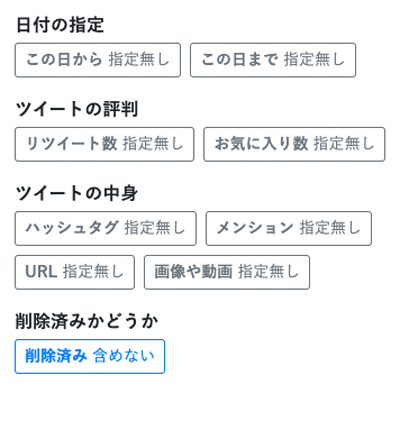 日付の指定
この日から 指定無し この日まで 指定無し
ツイートの評判
リツイート数 指定無し お気に入り数 指定無し
ツイートの中身
ハッシュタグ 指定無し メンション 指定無し
URL 指定無し 画像や動画 指定無し
削除済みかどうか
削除済み 含めない